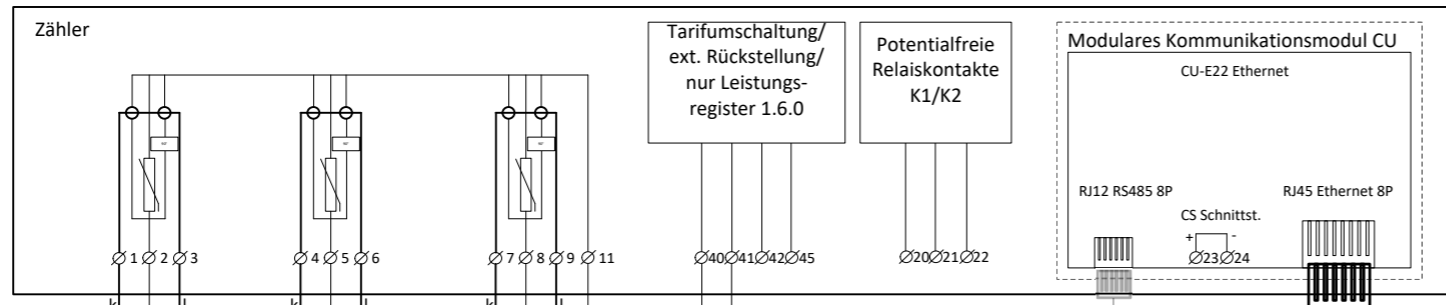 Zähler
Tarifumschaltung/
ext. Rückstellung/
nur Leistungs-
register 1.6.0
Potentialfreie
Relaiskontakte
K1/K2
Modulares Kommunikationsmodul CU
CU-E22 Ethernet
RJ12 RS485 8P
RJ45 Ethernet 8P
CS Schnittst.
+ -
1 2 3 4 5 6 7 8 9 11 40 41 42 45 20 21 22 23 24